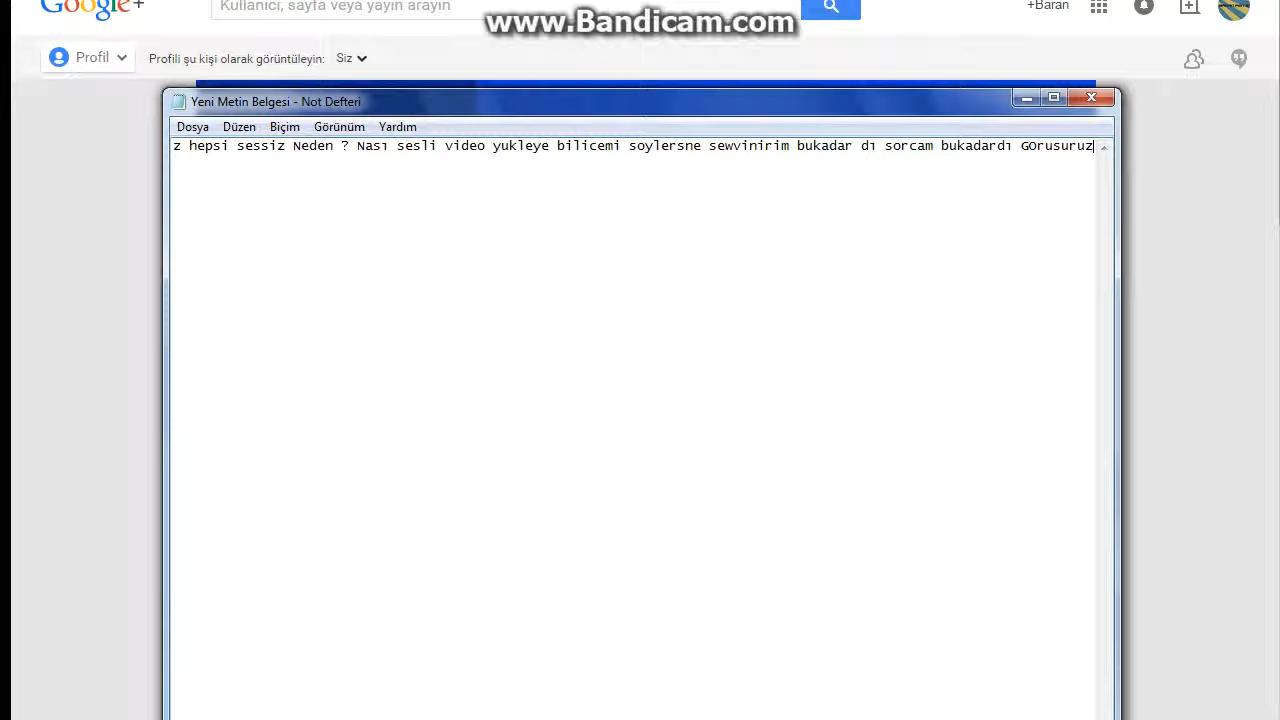 Google+
Kullanıcı, sayfa veya yayın arayın
www.Bandicam.com
+Baran
Profil
Profili şu kişi olarak görüntüleyin:
Siz
Yeni Metin Belgesi - Not Defteri
Dosya Düzen Biçim Görünüm Yardım
z hepsi sessiz Neden ? Nası sesli video yukleye bilicemi soylersne sewvinirim bukadar dı sorcam bukadardı GOrusuruz